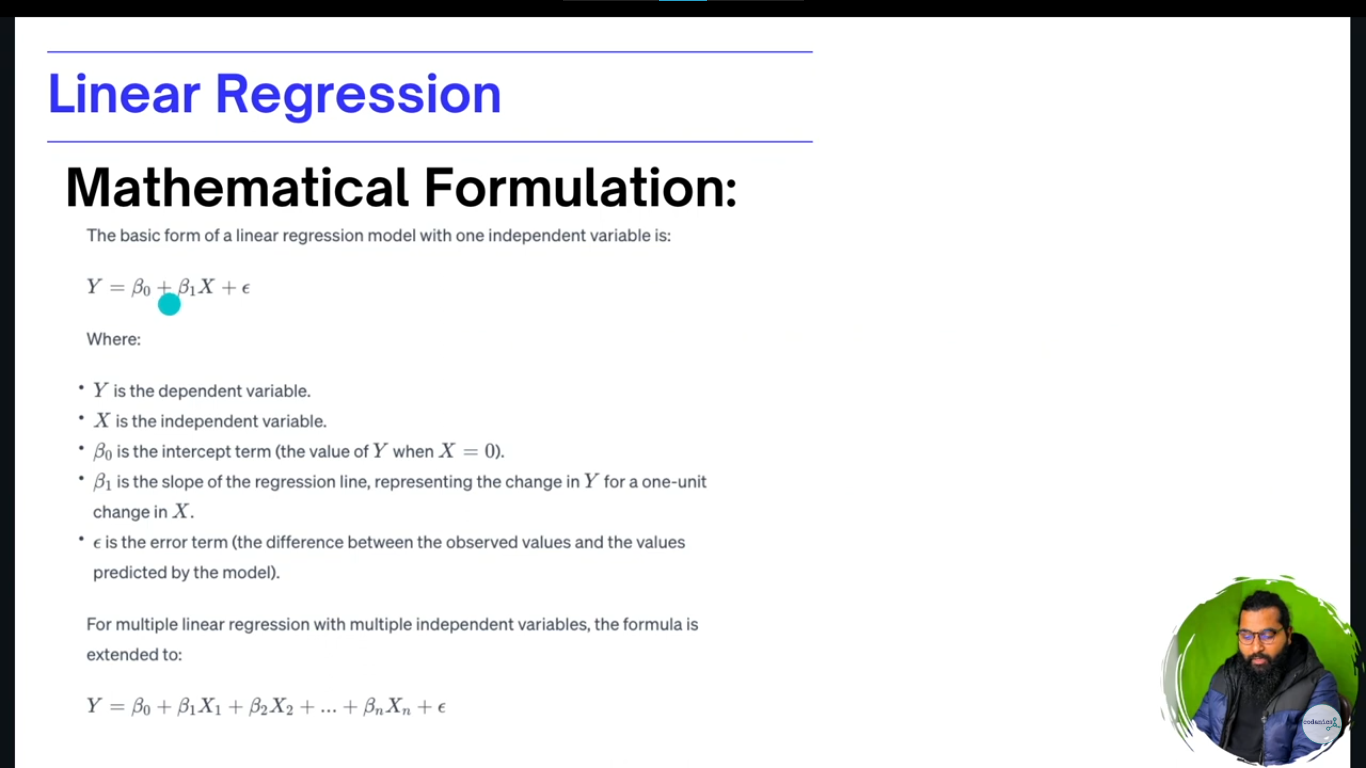 Linear Regression
Mathematical Formulation:
The basic form of a linear regression model with one independent variable is:
Y = β₀ + β₁X + ϵ
Where:
• Y is the dependent variable.
• X is the independent variable.
• β₀ is the intercept term (the value of Y when X = 0).
• β₁ is the slope of the regression line, representing the change in Y for a one-unit
change in X.
• ϵ is the error term (the difference between the observed values and the values
predicted by the model).
For multiple linear regression with multiple independent variables, the formula is
extended to:
Y = β₀ + β₁X₁ + β₂X₂ + ... + βₙXₙ + ϵ
codanics